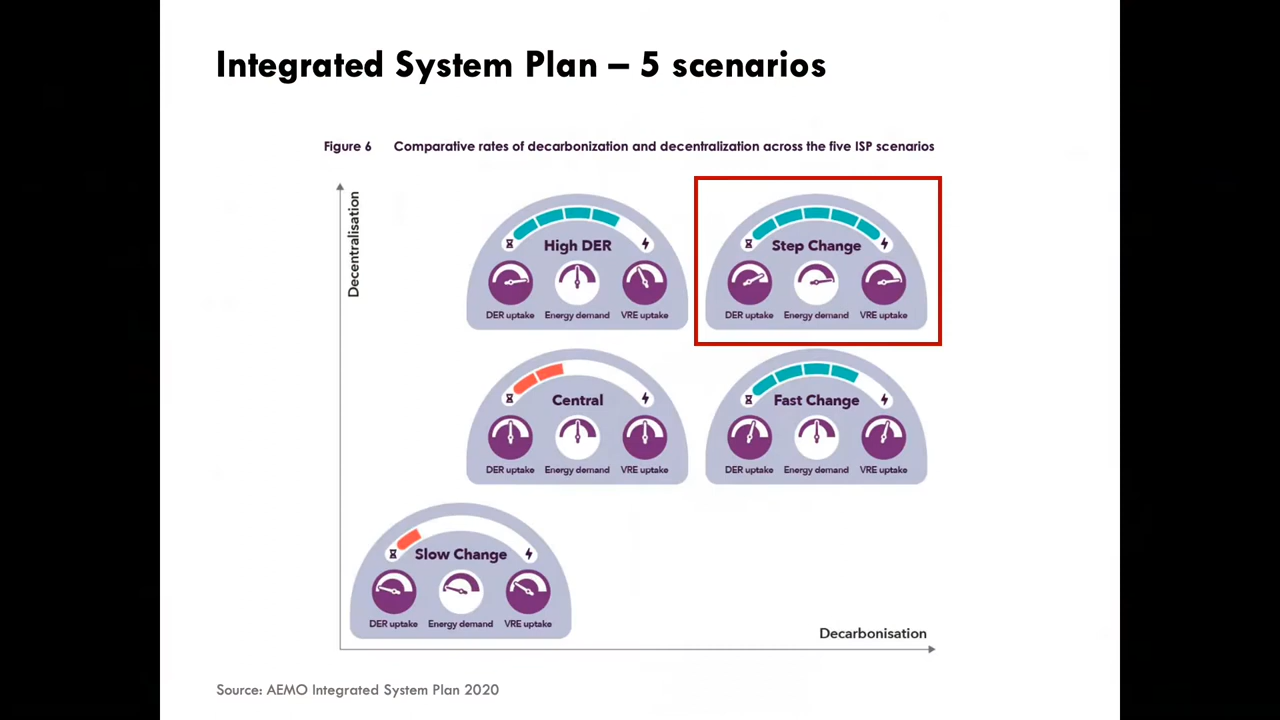 Integrated System Plan – 5 scenarios
Figure 6 Comparative rates of decarbonization and decentralization across the five ISP scenarios
Decentralisation
High DER
DER uptake Energy demand VRE uptake
Step Change
DER uptake Energy demand VRE uptake
Central
DER uptake Energy demand VRE uptake
Fast Change
DER uptake Energy demand VRE uptake
Slow Change
DER uptake Energy demand VRE uptake
Decarbonisation
Source: AEMO Integrated System Plan 2020